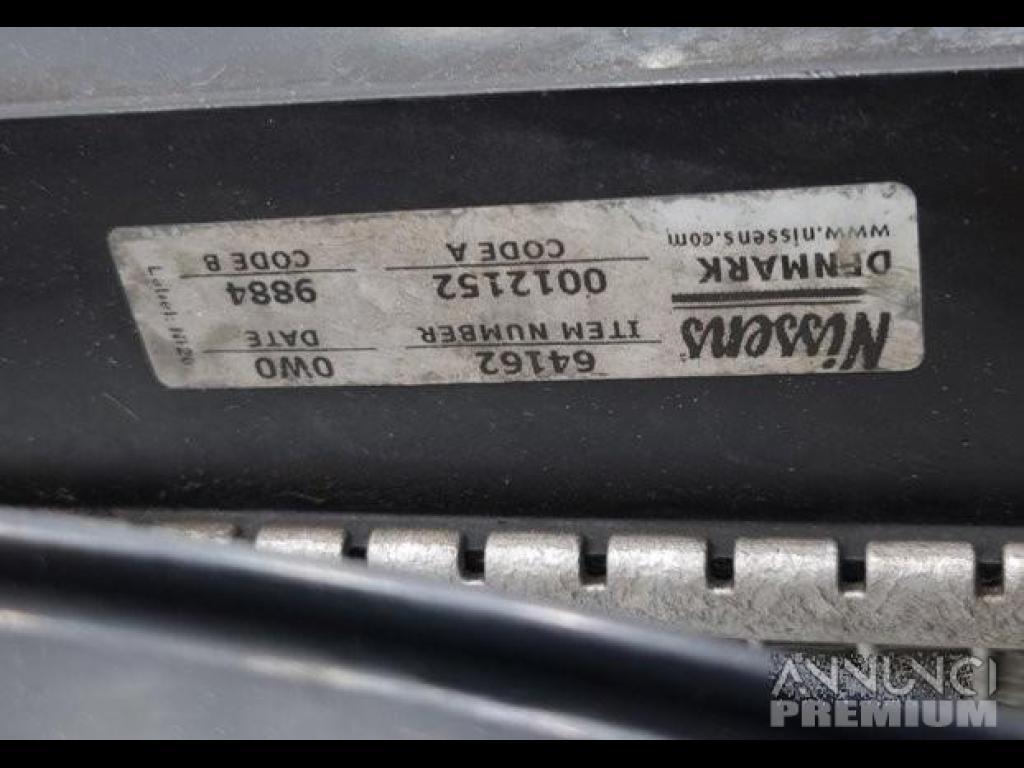 Nissens
DENMARK
www.nissens.com
64162
ITEM NUMBER
0012152
CODE A
0W0
DATE
9884
CODE B
ANNUNCI
PREMIUM